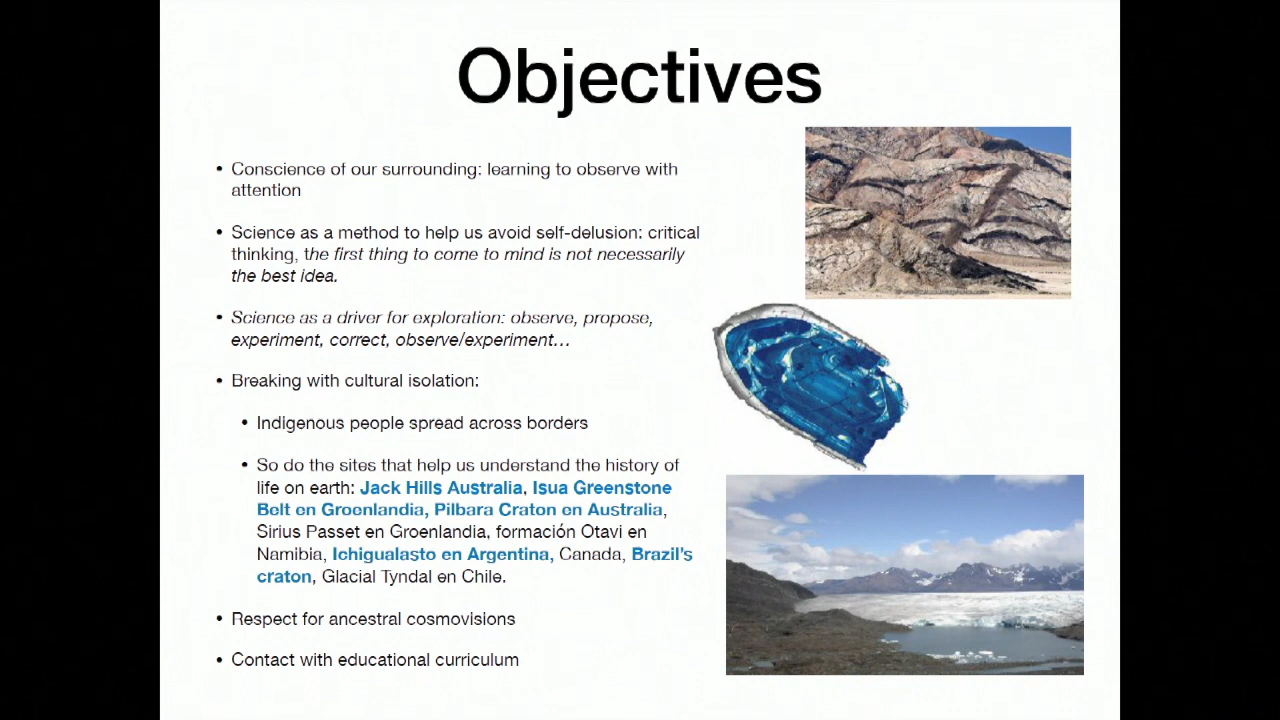 Objectives
• Conscience of our surrounding: learning to observe with
attention
• Science as a method to help us avoid self-delusion: critical
thinking, the first thing to come to mind is not necessarily
the best idea.
• Science as a driver for exploration: observe, propose,
experiment, correct, observe/experiment…
• Breaking with cultural isolation:
• Indigenous people spread across borders
• So do the sites that help us understand the history of
life on earth: Jack Hills Australia, Isua Greenstone
Belt en Groenlandia, Pilbara Craton en Australia,
Sirius Passet en Groenlandia, formación Otavi en
Namibia, Ichigualasto en Argentina, Canada, Brazil's
craton, Glacial Tyndal en Chile.
• Respect for ancestral cosmovisions
• Contact with educational curriculum